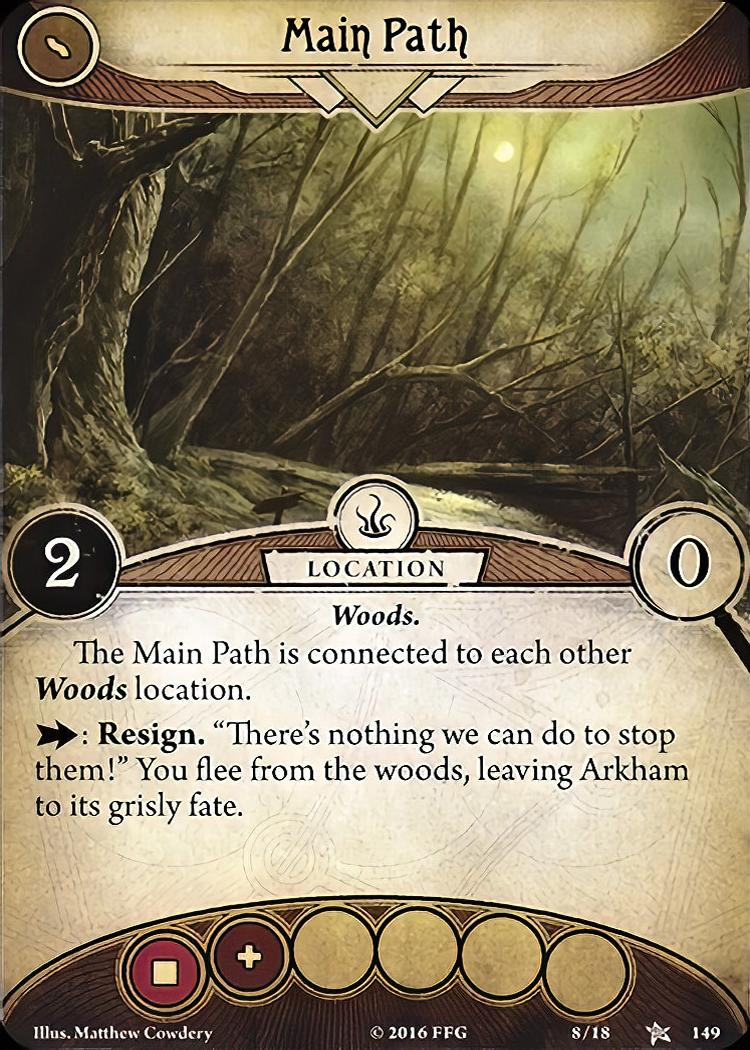 Main Path
2
LOCATION
0
Woods.
The Main Path is connected to each other
Woods location.
: Resign. “There’s nothing we can do to stop
them!” You flee from the woods, leaving Arkham
to its grisly fate.
Illus. Matthew Cowdery
© 2016 FFG
8/18
149